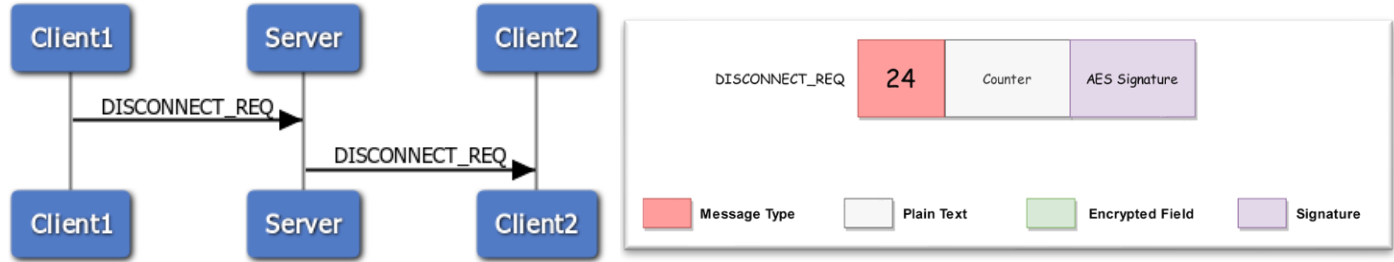 Client1
Server
Client2
DISCONNECT_REQ
DISCONNECT_REQ
Client1
Server
Client2
DISCONNECT_REQ
24
Counter
AES Signature
Message Type
Plain Text
Encrypted Field
Signature